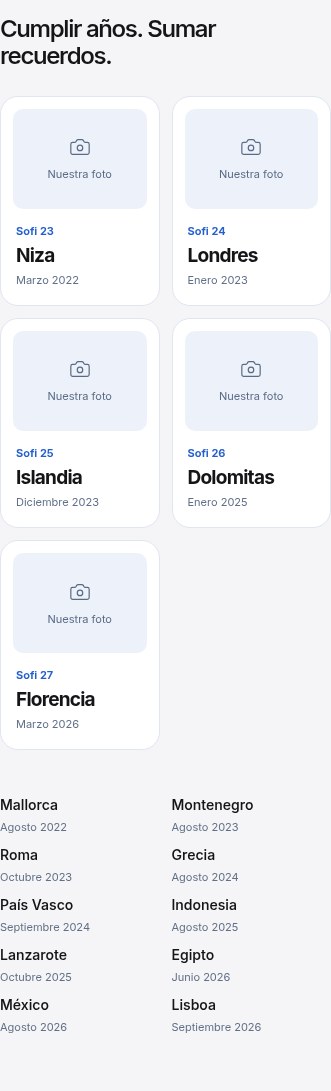 Cumplir años. Sumar
recuerdos.
Nuestra foto
Sofi 23
Niza
Marzo 2022
Nuestra foto
Sofi 24
Londres
Enero 2023
Nuestra foto
Sofi 25
Islandia
Diciembre 2023
Nuestra foto
Sofi 26
Dolomitas
Enero 2025
Nuestra foto
Sofi 27
Florencia
Marzo 2026
Mallorca
Agosto 2022
Montenegro
Agosto 2023
Roma
Octubre 2023
Grecia
Agosto 2024
País Vasco
Septiembre 2024
Indonesia
Agosto 2025
Lanzarote
Octubre 2025
Egipto
Junio 2026
México
Agosto 2026
Lisboa
Septiembre 2026